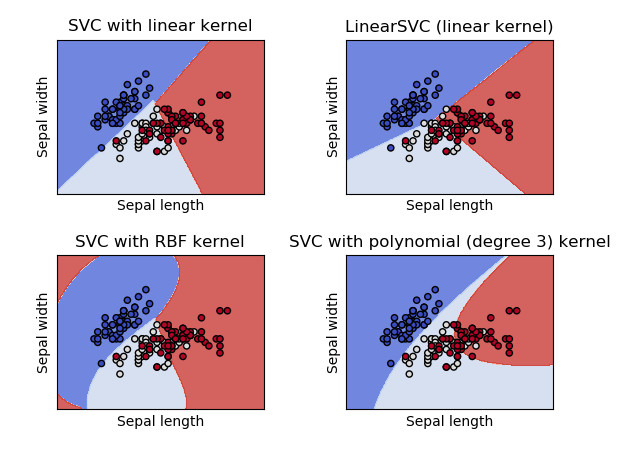 SVC with linear kernel
LinearSVC (linear kernel)
Sepal width
Sepal width
Sepal length
Sepal length
SVC with RBF kernel
SVC with polynomial (degree 3) kernel
Sepal width
Sepal width
Sepal length
Sepal length